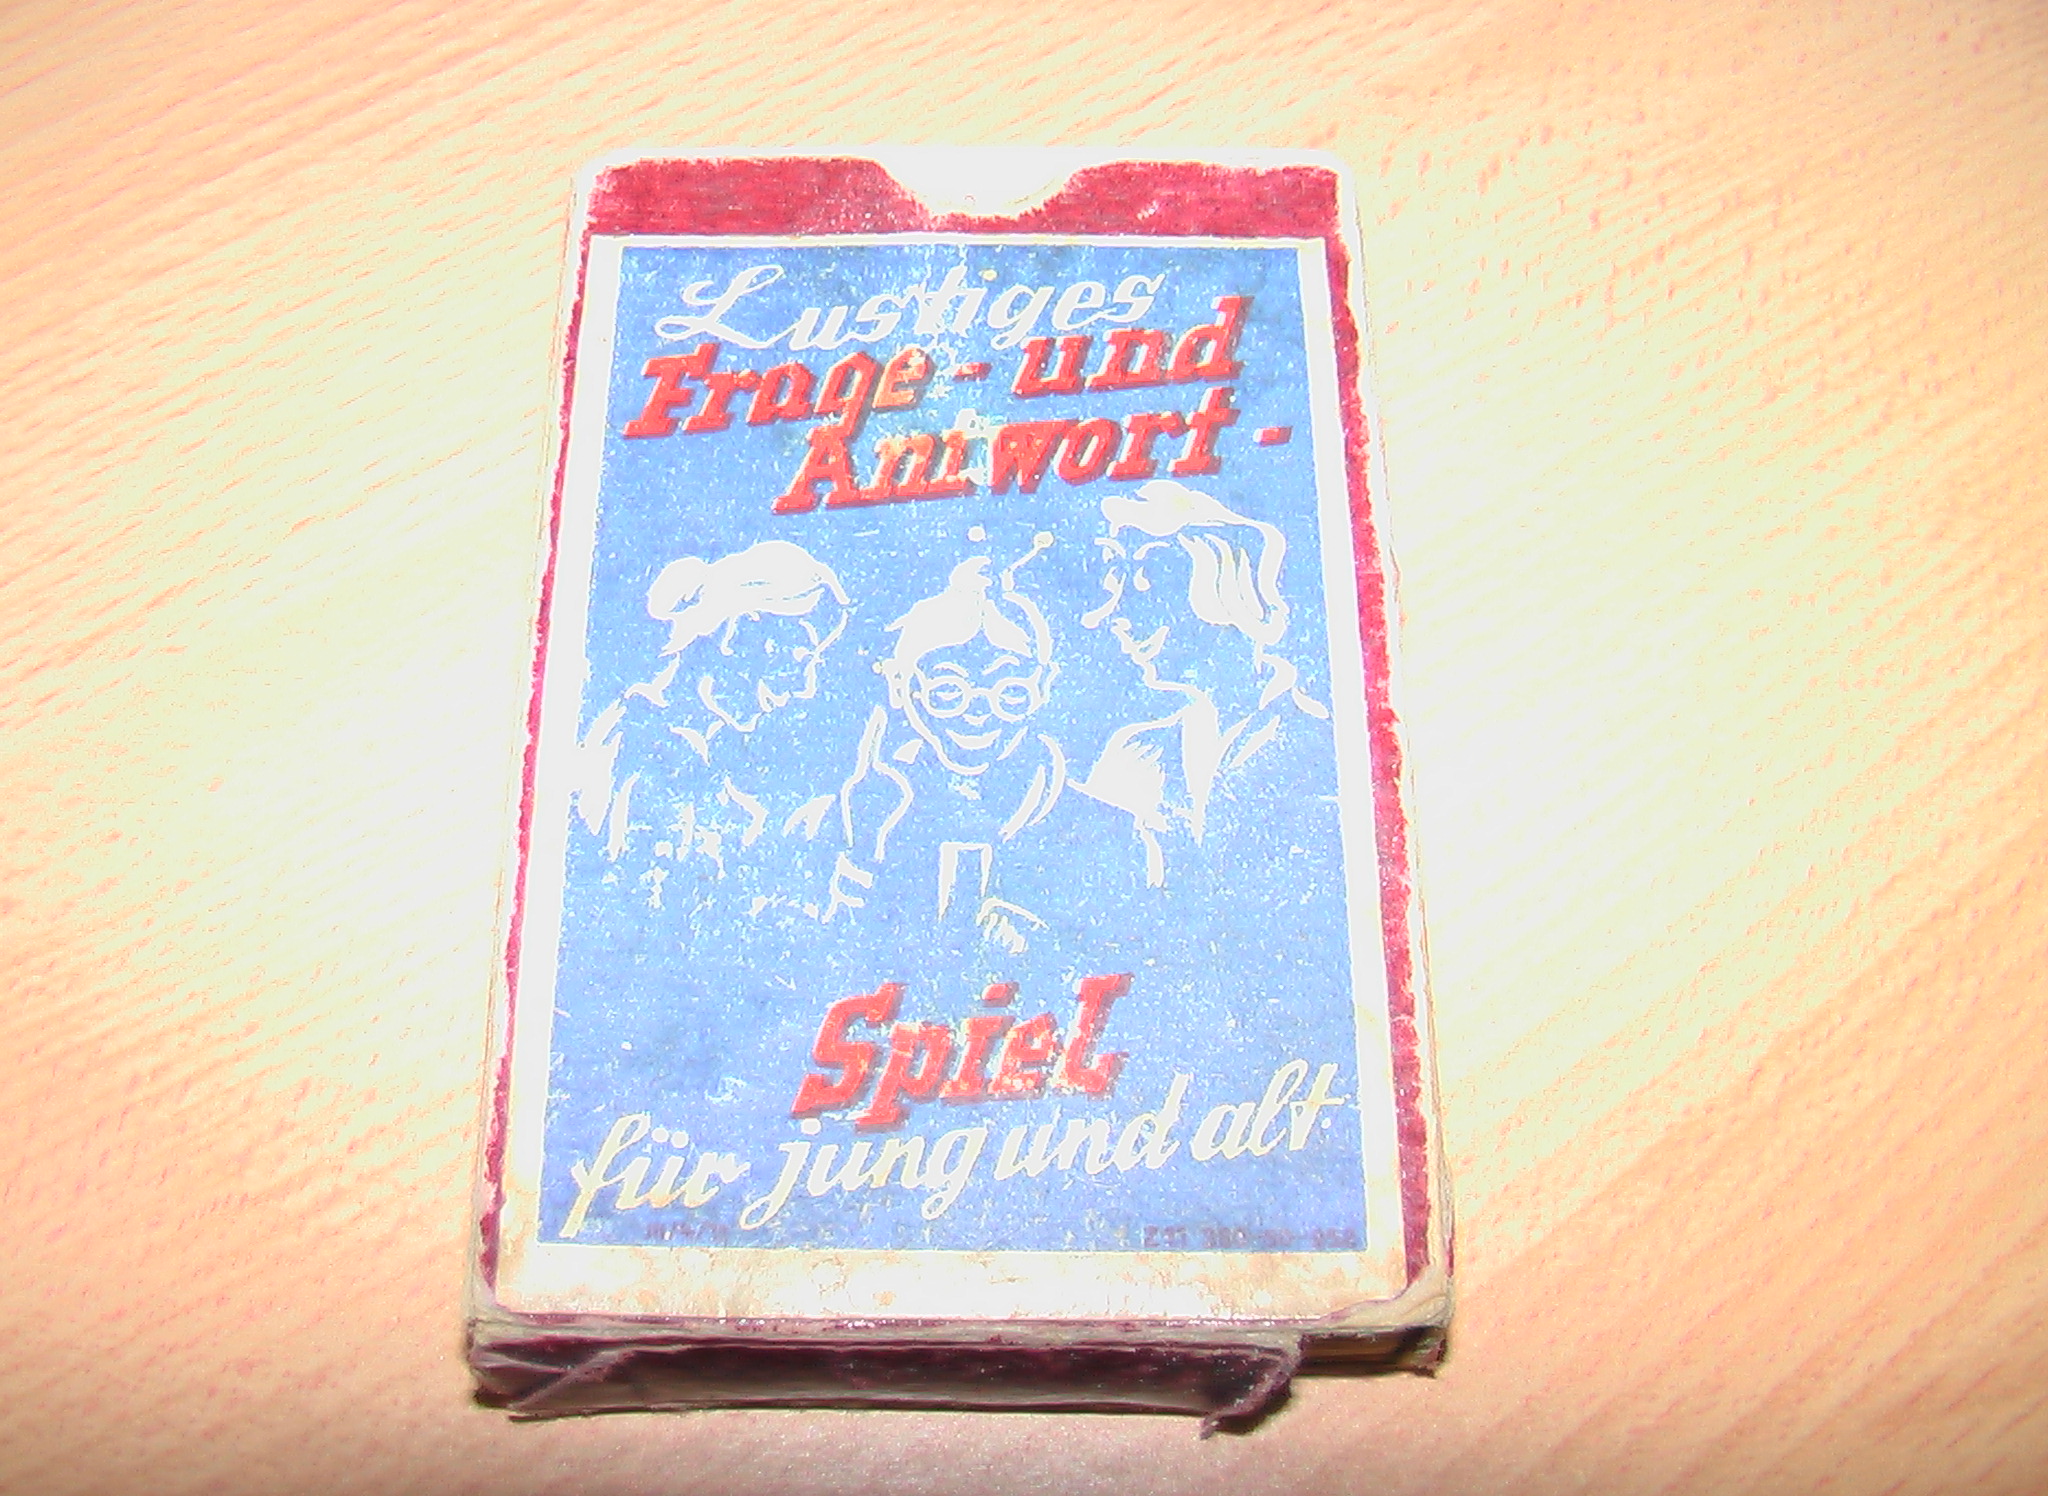 Lustiges
Frage- und
Antwort-
Spiel
für jung und alt.